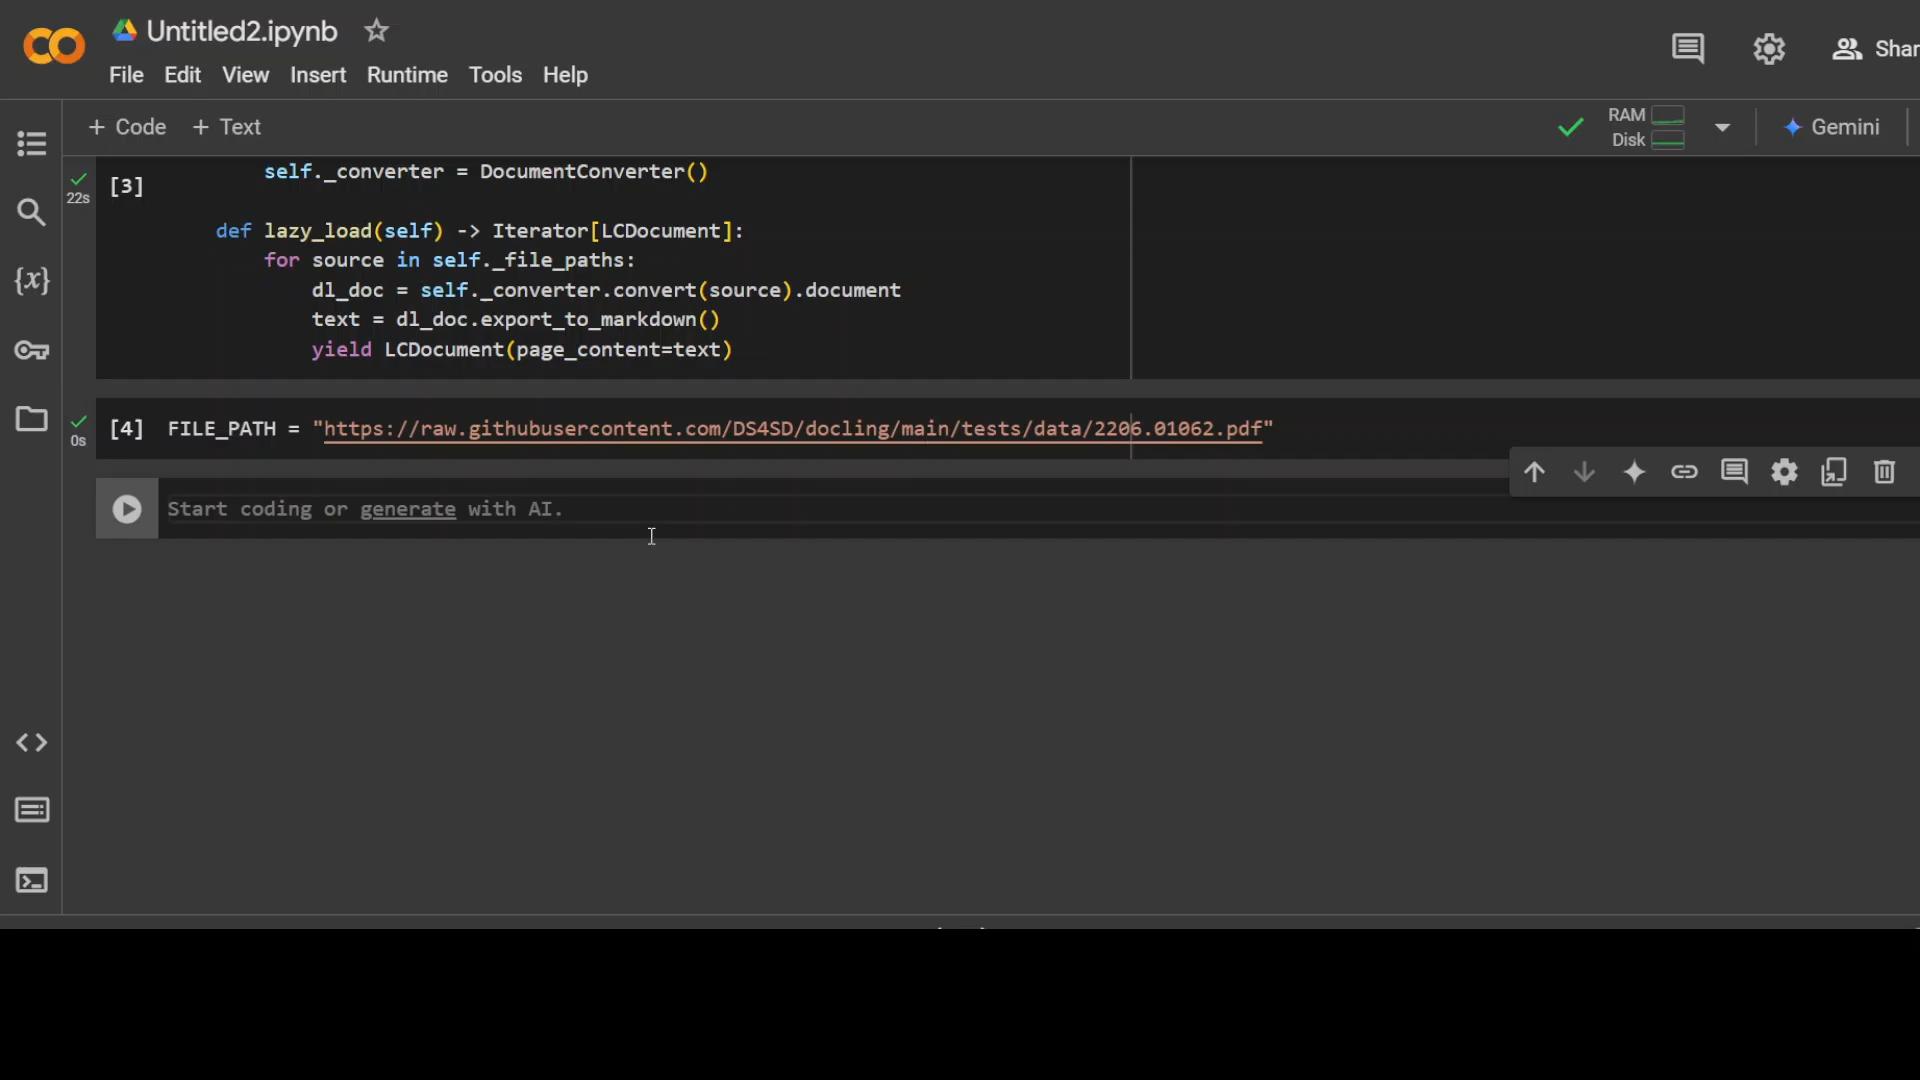 Untitled2.ipynb
File Edit View Insert Runtime Tools Help
Shar
+ Code + Text
RAM
Disk
Gemini
22s
[3]
self._converter = DocumentConverter()
def lazy_load(self) -> Iterator[LCDocument]:
for source in self._file_paths:
dl_doc = self._converter.convert(source).document
text = dl_doc.export_to_markdown()
yield LCDocument(page_content=text)
0s
[4] FILE_PATH = "https://raw.githubusercontent.com/DS4SD/docling/main/tests/data/2206.01062.pdf"
Start coding or generate with AI.
{x}